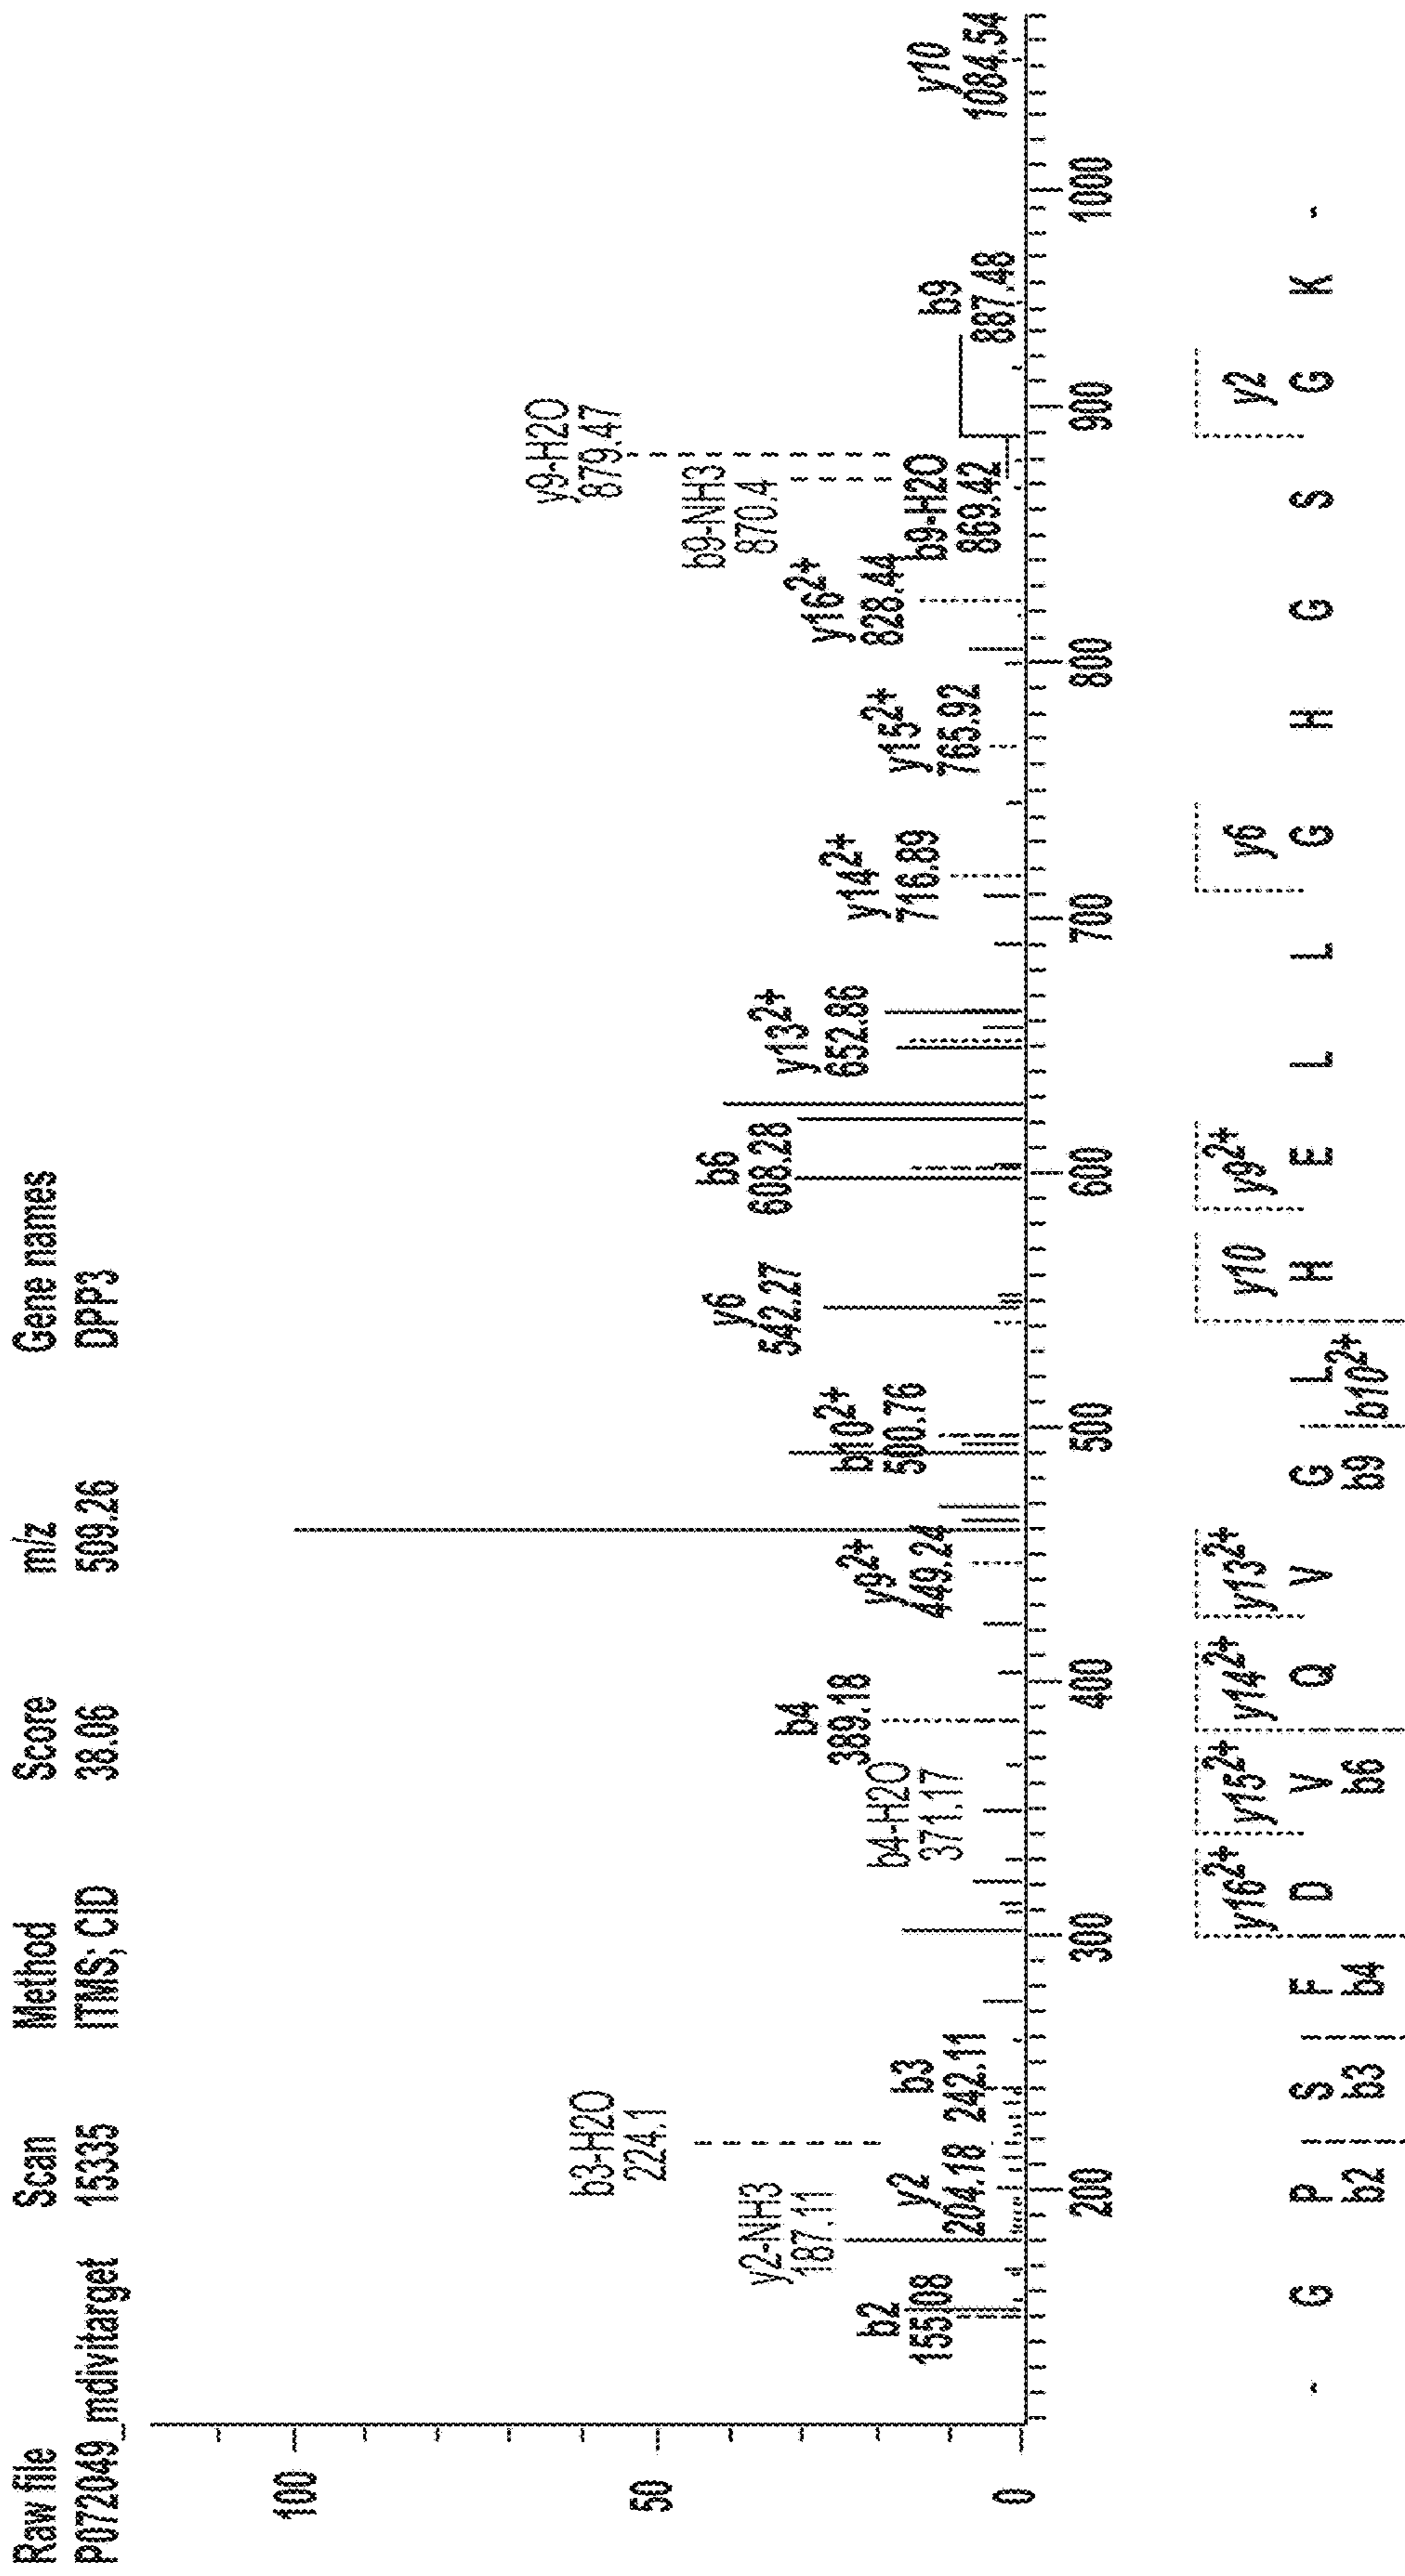 Raw file Scan Method Score m/z Gene names
P072049_mdivitarget 15335 ITMS; CID 38.06 509.26 DPP3
100
50
0
b2
155.08
y2-NH3
187.11
y2
204.18
b3-H2O
224.1
b3
242.11
b4-H2O
371.17
b4
389.18
y9 2+
449.24
b10 2+
500.76
y6
542.27
b6
608.28
y13 2+
652.86
y14 2+
716.89
y15 2+
765.92
y16 2+
828.44
b9-H2O
869.42
b9-NH3
870.4
y9-H2O
879.47
b9
887.48
y10
1084.54
200 300 400 500 600 700 800 900 1000
y16 2+ y15 2+ y14 2+ y13 2+ y10 y9 2+ y6 y2
- G P S F D V Q V G L H E L L G H G S G K -
b2 b3 b4 b6 b9 b10 2+